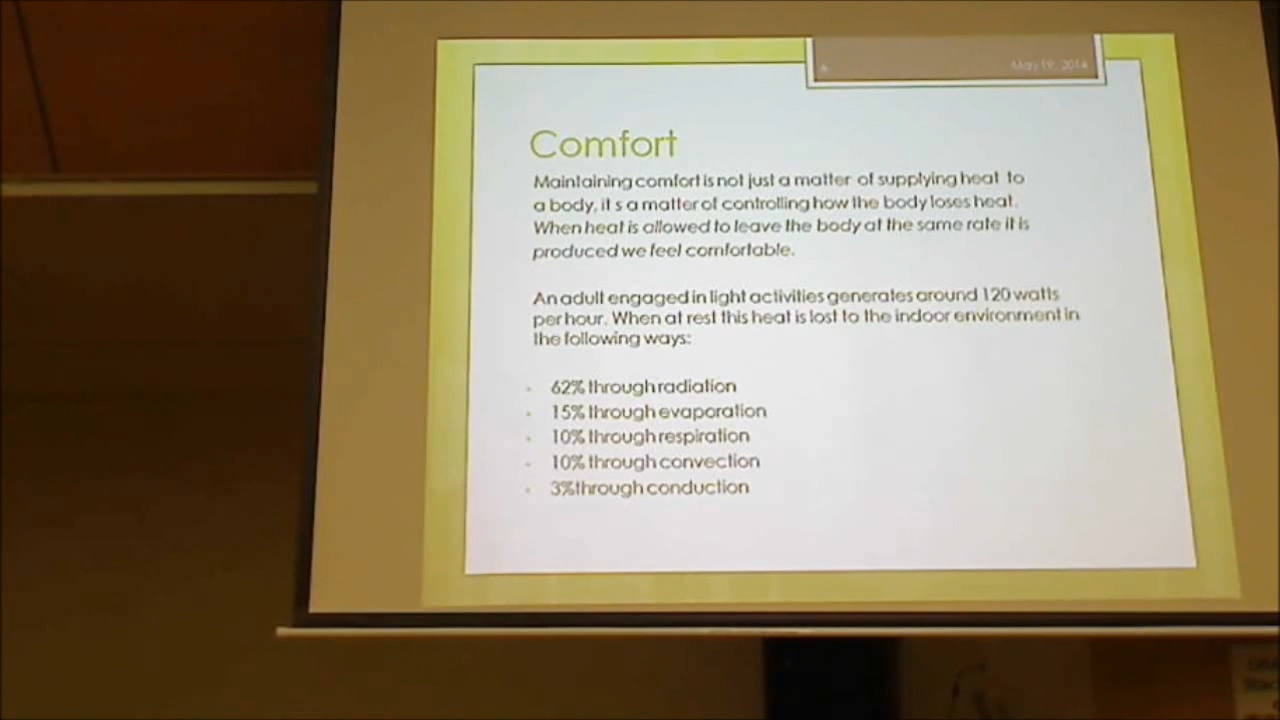 6 May 19, 2014
Comfort
Maintaining comfort is not just a matter of supplying heat to
a body, it s a matter of controlling how the body loses heat.
When heat is allowed to leave the body at the same rate it is
produced we feel comfortable.
An adult engaged in light activities generates around 120 watts
per hour. When at rest this heat is lost to the indoor environment in
the following ways:
- 62% through radiation
- 15% through evaporation
- 10% through respiration
- 10% through convection
- 3%through conduction